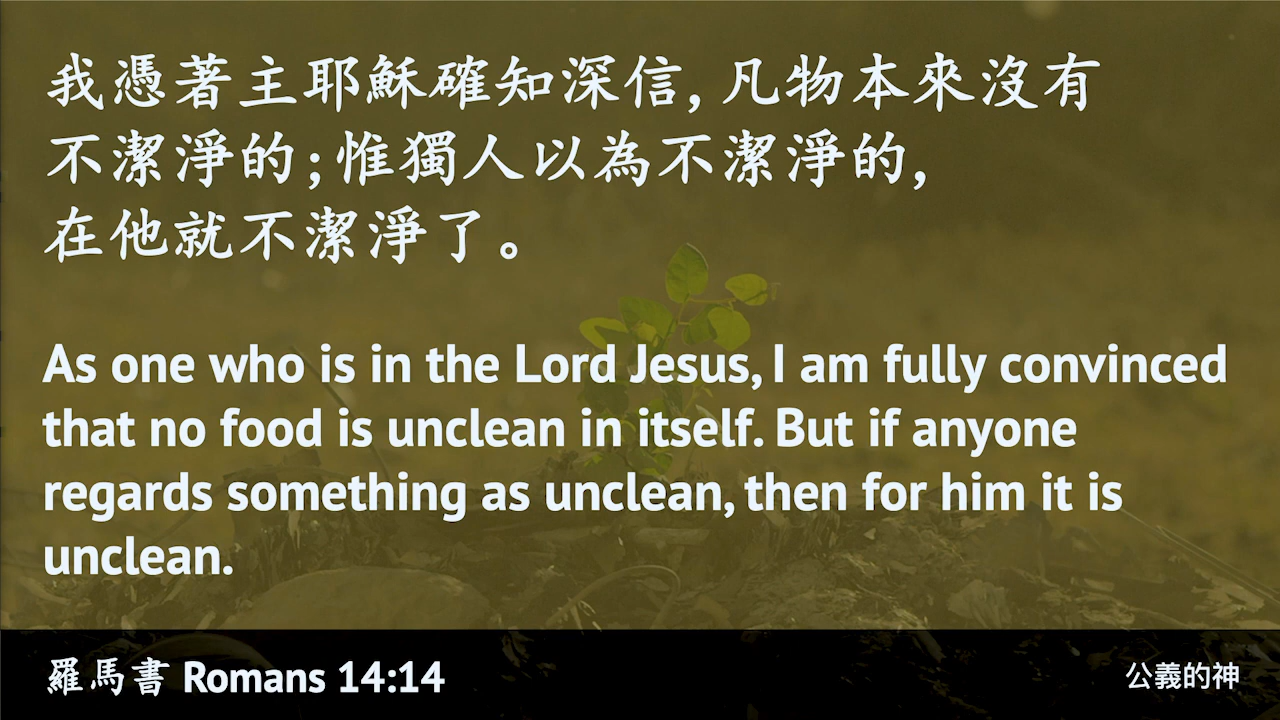 我憑著主耶穌確知深信,凡物本來沒有
不潔淨的;惟獨人以為不潔淨的,
在他就不潔淨了。
As one who is in the Lord Jesus, I am fully convinced
that no food is unclean in itself. But if anyone
regards something as unclean, then for him it is
unclean.
羅馬書 Romans 14:14
公義的神